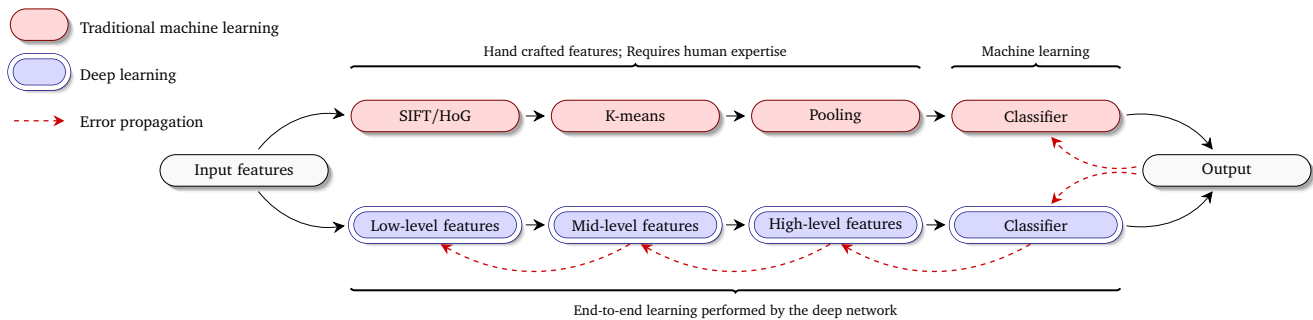 Traditional machine learning
Deep learning
Error propagation
Hand crafted features; Requires human expertise
Machine learning
SIFT/HoG
K-means
Pooling
Classifier
Input features
Output
Low-level features
Mid-level features
High-level features
Classifier
End-to-end learning performed by the deep network